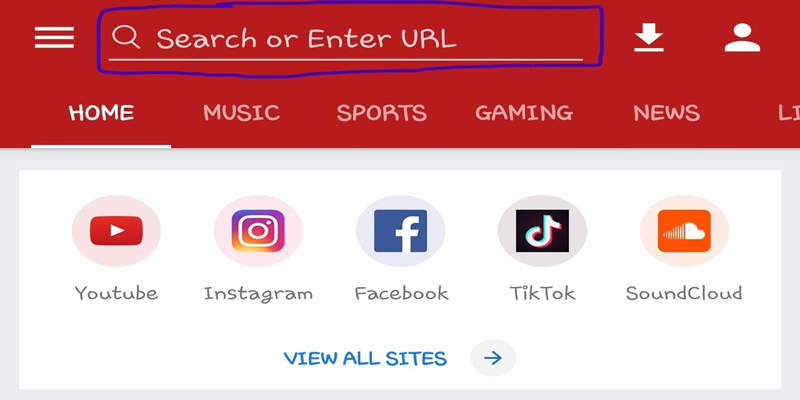 Search or Enter URL
HOME MUSIC SPORTS GAMING NEWS LI
Youtube Instagram Facebook TikTok SoundCloud
VIEW ALL SITES